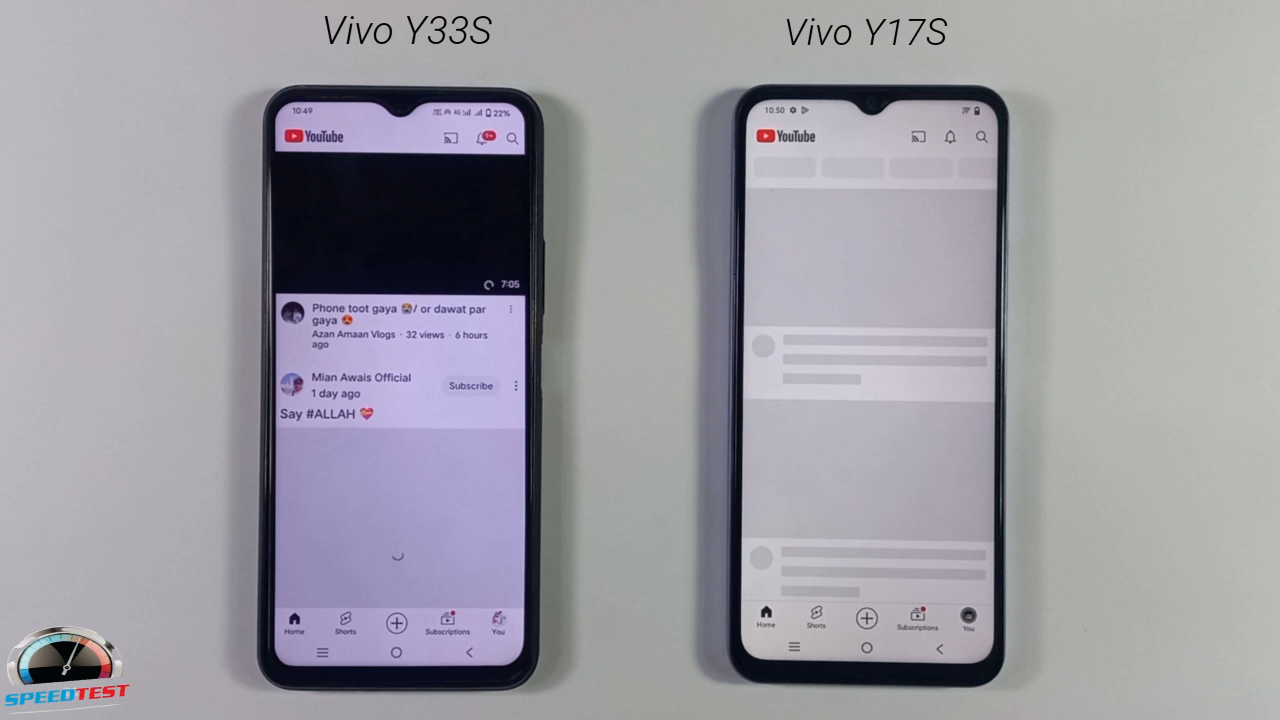 Vivo Y33S
Vivo Y17S
10:49
22%
YouTube
9+
7:05
Phone toot gaya 😭/ or dawat par
gaya 😍
Azan Amaan Vlogs · 32 views · 6 hours
ago
Mian Awais Official
1 day ago
Subscribe
Say #ALLAH 💝
Home
Shorts
Subscriptions
You
10:50
YouTube
Home
Shorts
Subscriptions
You
SPEEDTEST